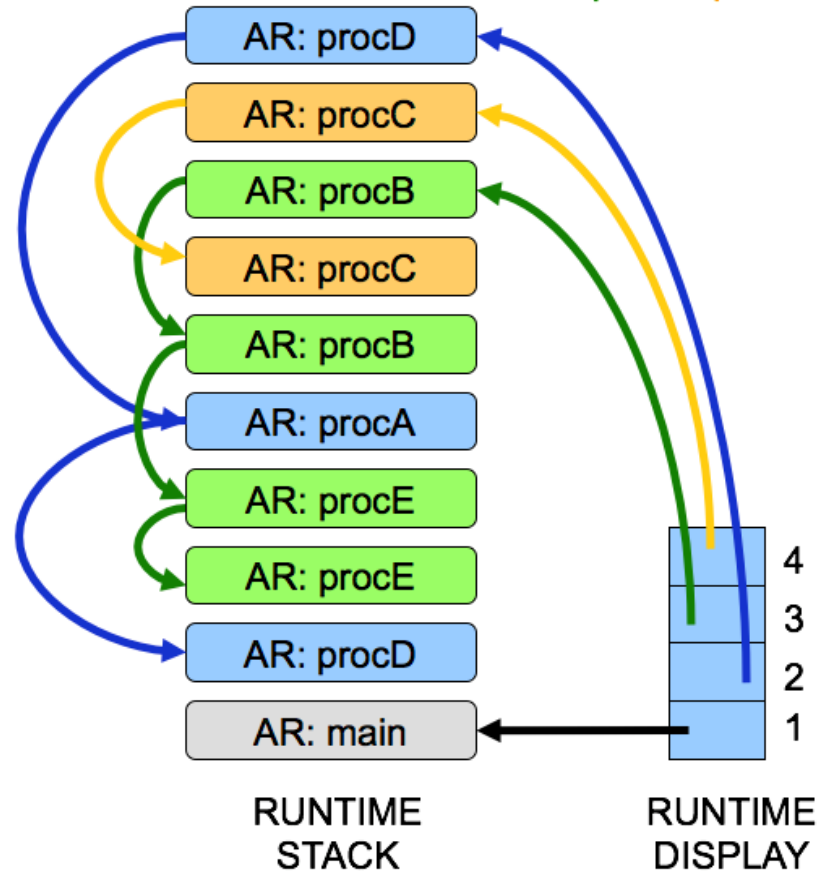 AR: procD
AR: procC
AR: procB
AR: procC
AR: procB
AR: procA
AR: procE
AR: procE
AR: procD
AR: main
4
3
2
1
RUNTIME
STACK
RUNTIME
DISPLAY